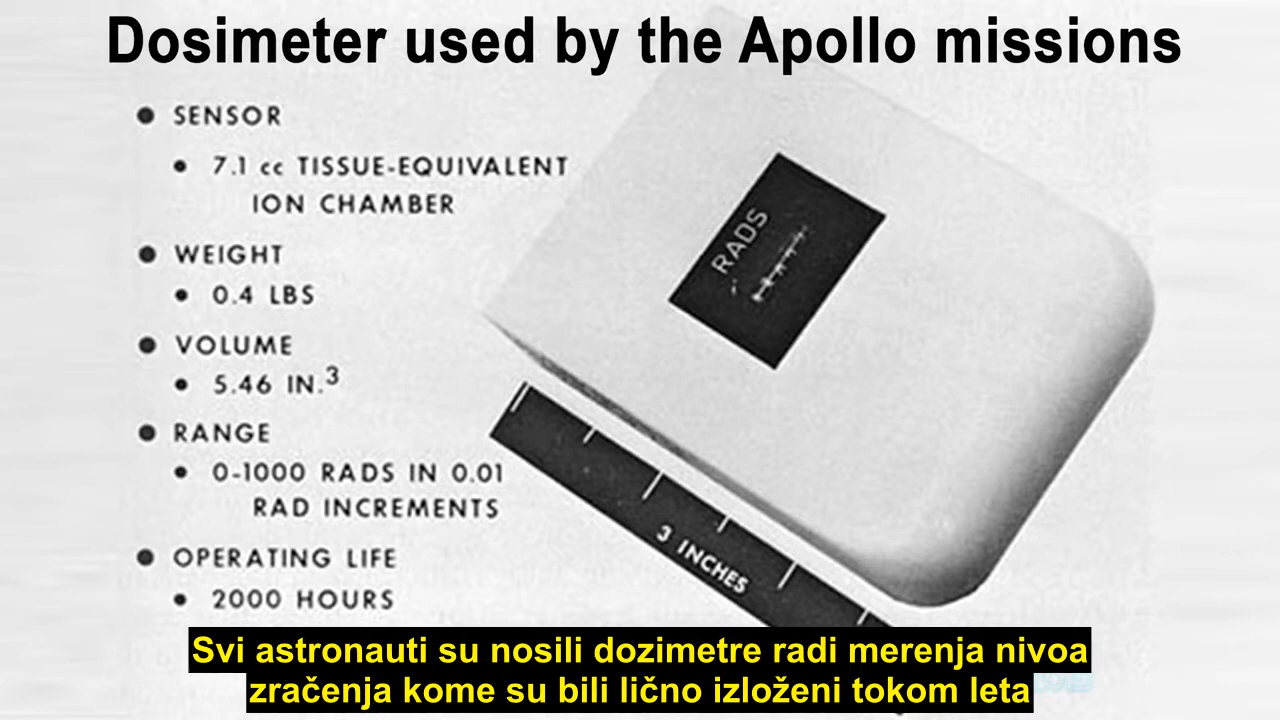 Dosimeter used by the Apollo missions
● SENSOR
● 7.1 cc TISSUE-EQUIVALENT
ION CHAMBER
● WEIGHT
● 0.4 LBS
● VOLUME
● 5.46 IN.³
● RANGE
● 0-1000 RADS IN 0.01
RAD INCREMENTS
● OPERATING LIFE
● 2000 HOURS
RADS
3 INCHES
Svi astronauti su nosili dozimetre radi merenja nivoa
zračenja kome su bili lično izloženi tokom leta